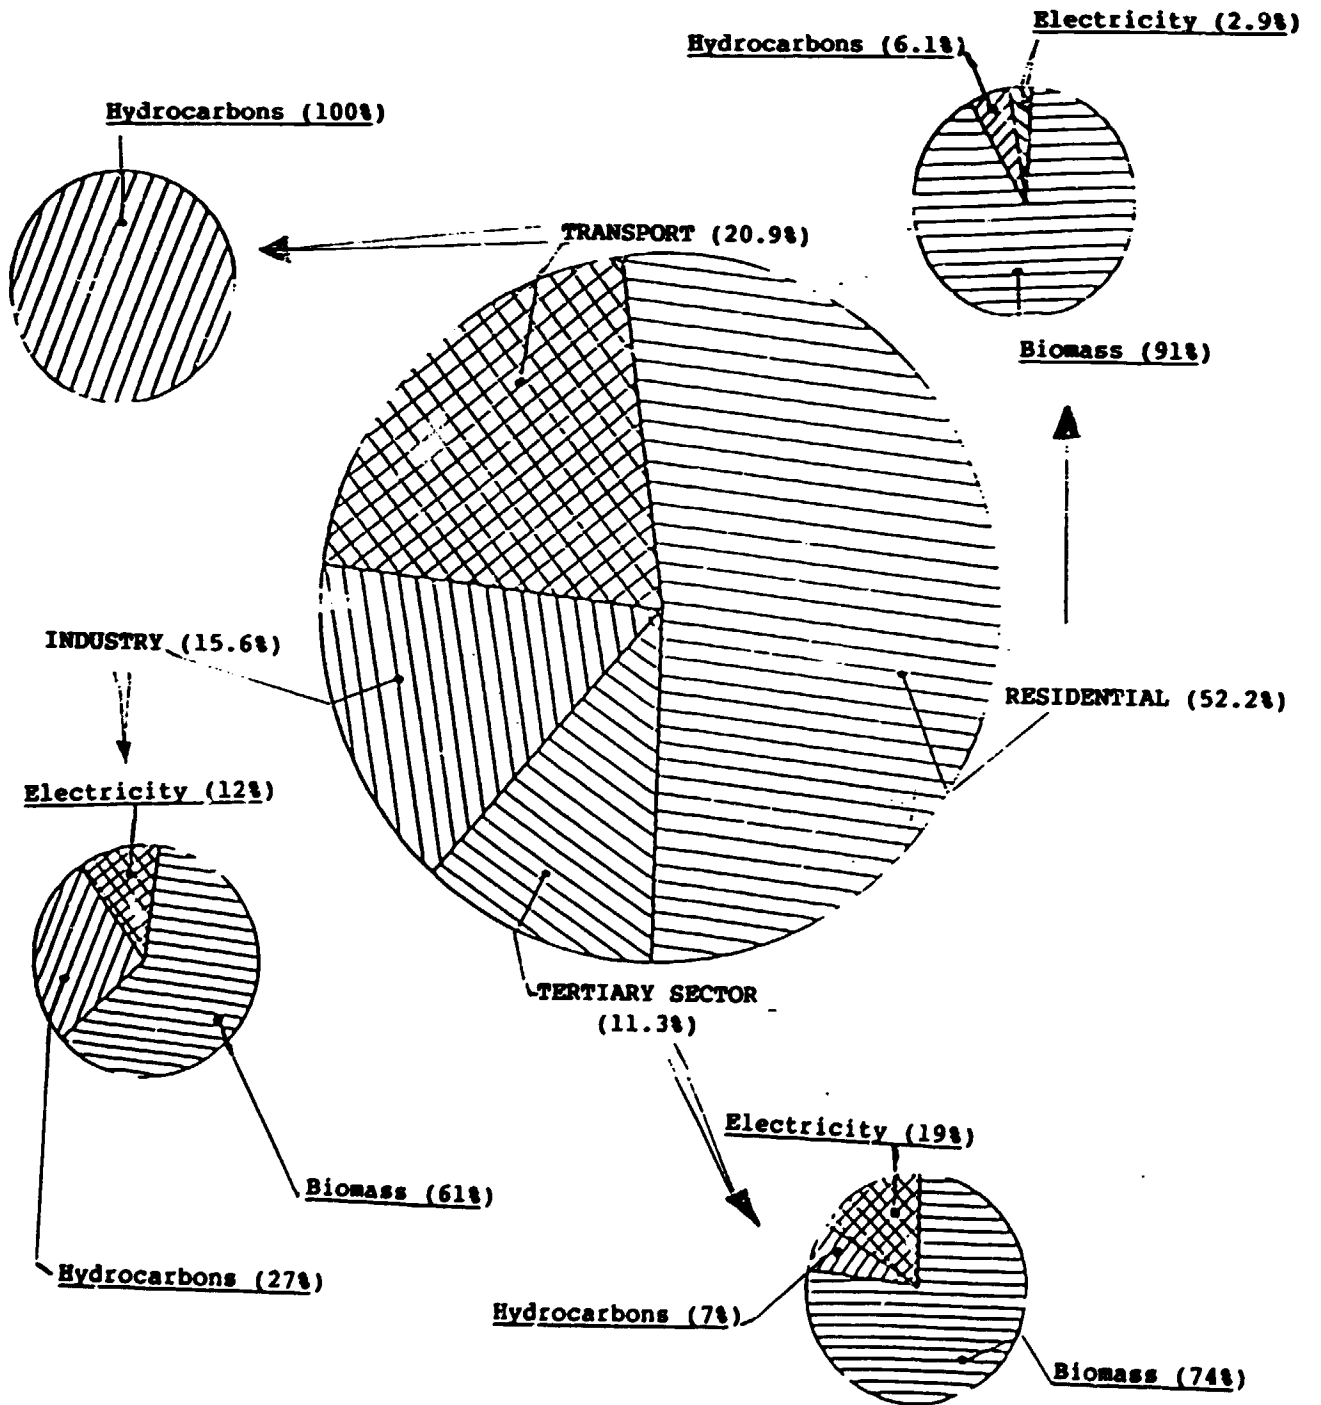 Electricity (2.9%)
Hydrocarbons (6.1%)
Hydrocarbons (100%)
TRANSPORT (20.9%)
Biomass (91%)
INDUSTRY (15.6%)
RESIDENTIAL (52.2%)
Electricity (12%)
TERTIARY SECTOR
(11.3%)
Electricity (19%)
Biomass (61%)
Hydrocarbons (27%)
Hydrocarbons (7%)
Biomass (74%)